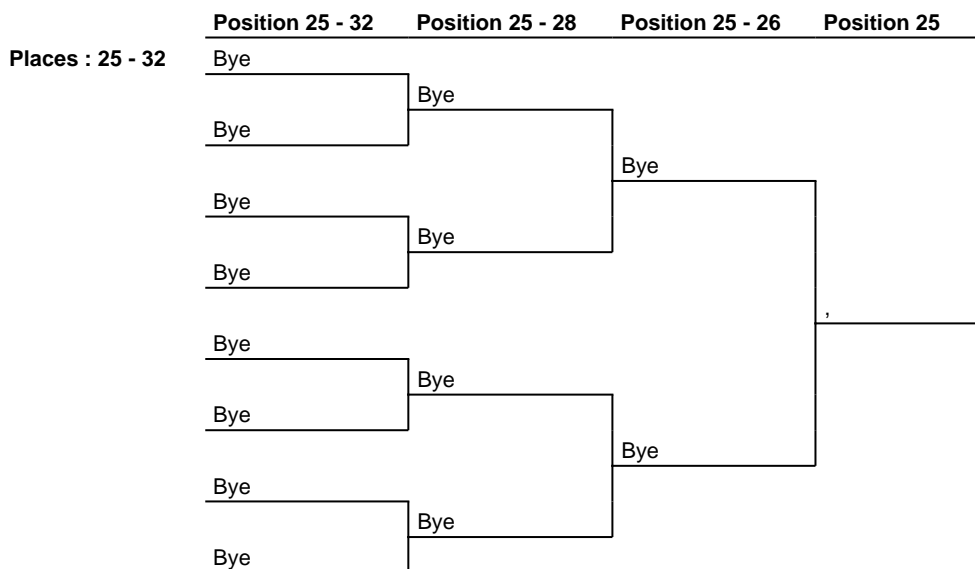 Position 25 - 32 Position 25 - 28 Position 25 - 26 Position 25
Places : 25 - 32 Bye
Bye
Bye
Bye
Bye
Bye
Bye
,
Bye
Bye
Bye
Bye
Bye
Bye
Bye